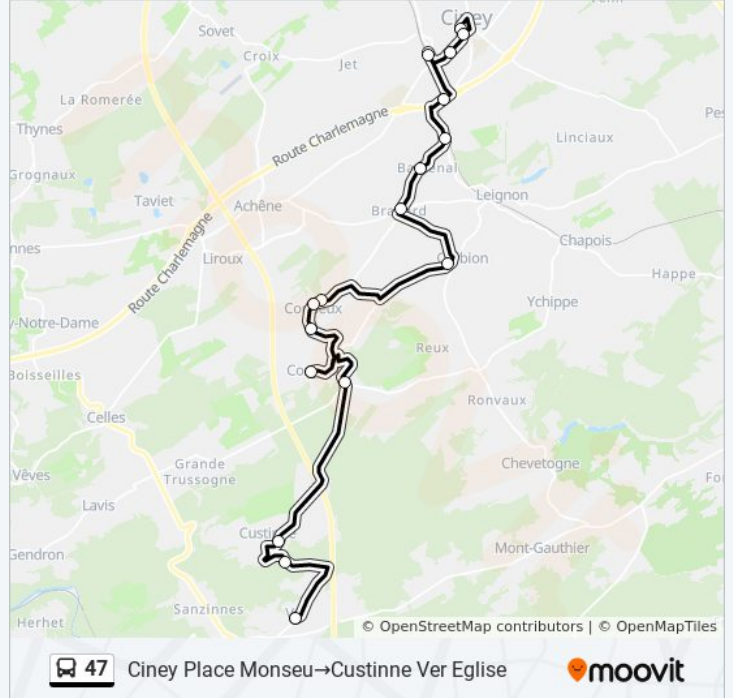 Ciney
Sovet
Croix
Jet
La Romerée
Route Charlemagne
Thynes
Linciaux
Grognaux
Taviet
Leignon
Achêne
Route Charlemagne
Chapois
Liroux
Happe
Ychippe
y-Notre-Dame
Reux
Boisseilles
Ronvaux
Celles
Grande
Trussogne
Chevetogne
Vêves
Lavis
Gendron
Mont-Gauthier
Sanzinnes
Herhet
© OpenStreetMap contributors | © OpenMapTiles
47 Ciney Place Monseu→Custinne Ver Eglise
moovit